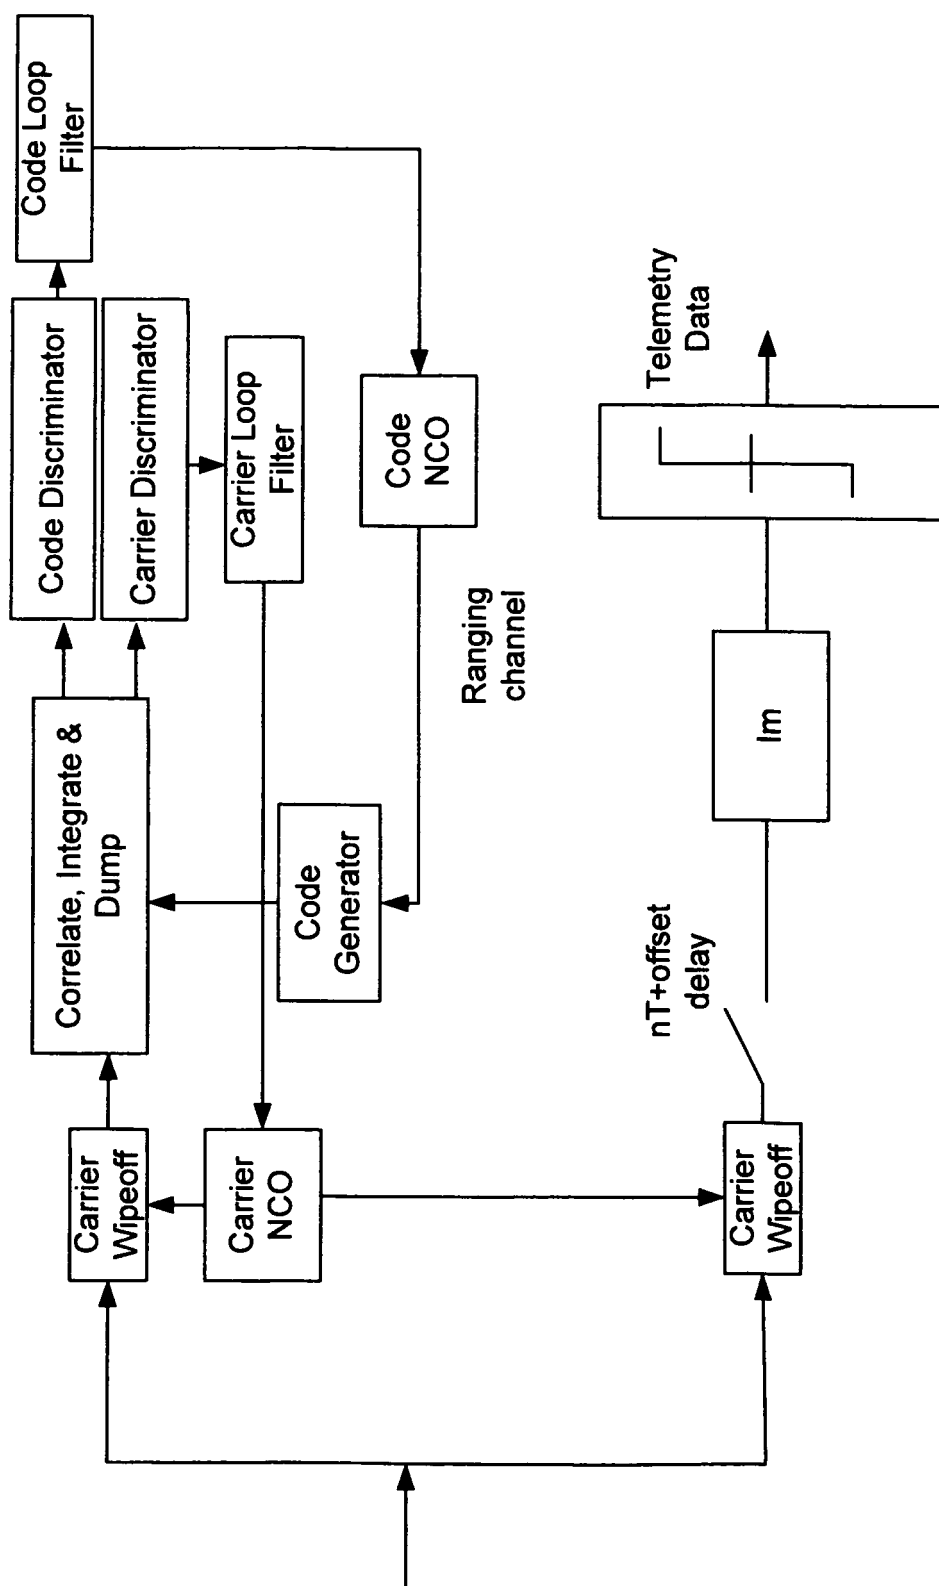 Code Loop
Filter
Code Discriminator
Carrier Discriminator
Carrier Loop
Filter
Correlate, Integrate &
Dump
Code
NCO
Code
Generator
Ranging
channel
Carrier
Wipeoff
Carrier
NCO
Telemetry
Data
Im
nT+offset
delay
Carrier
Wipeoff